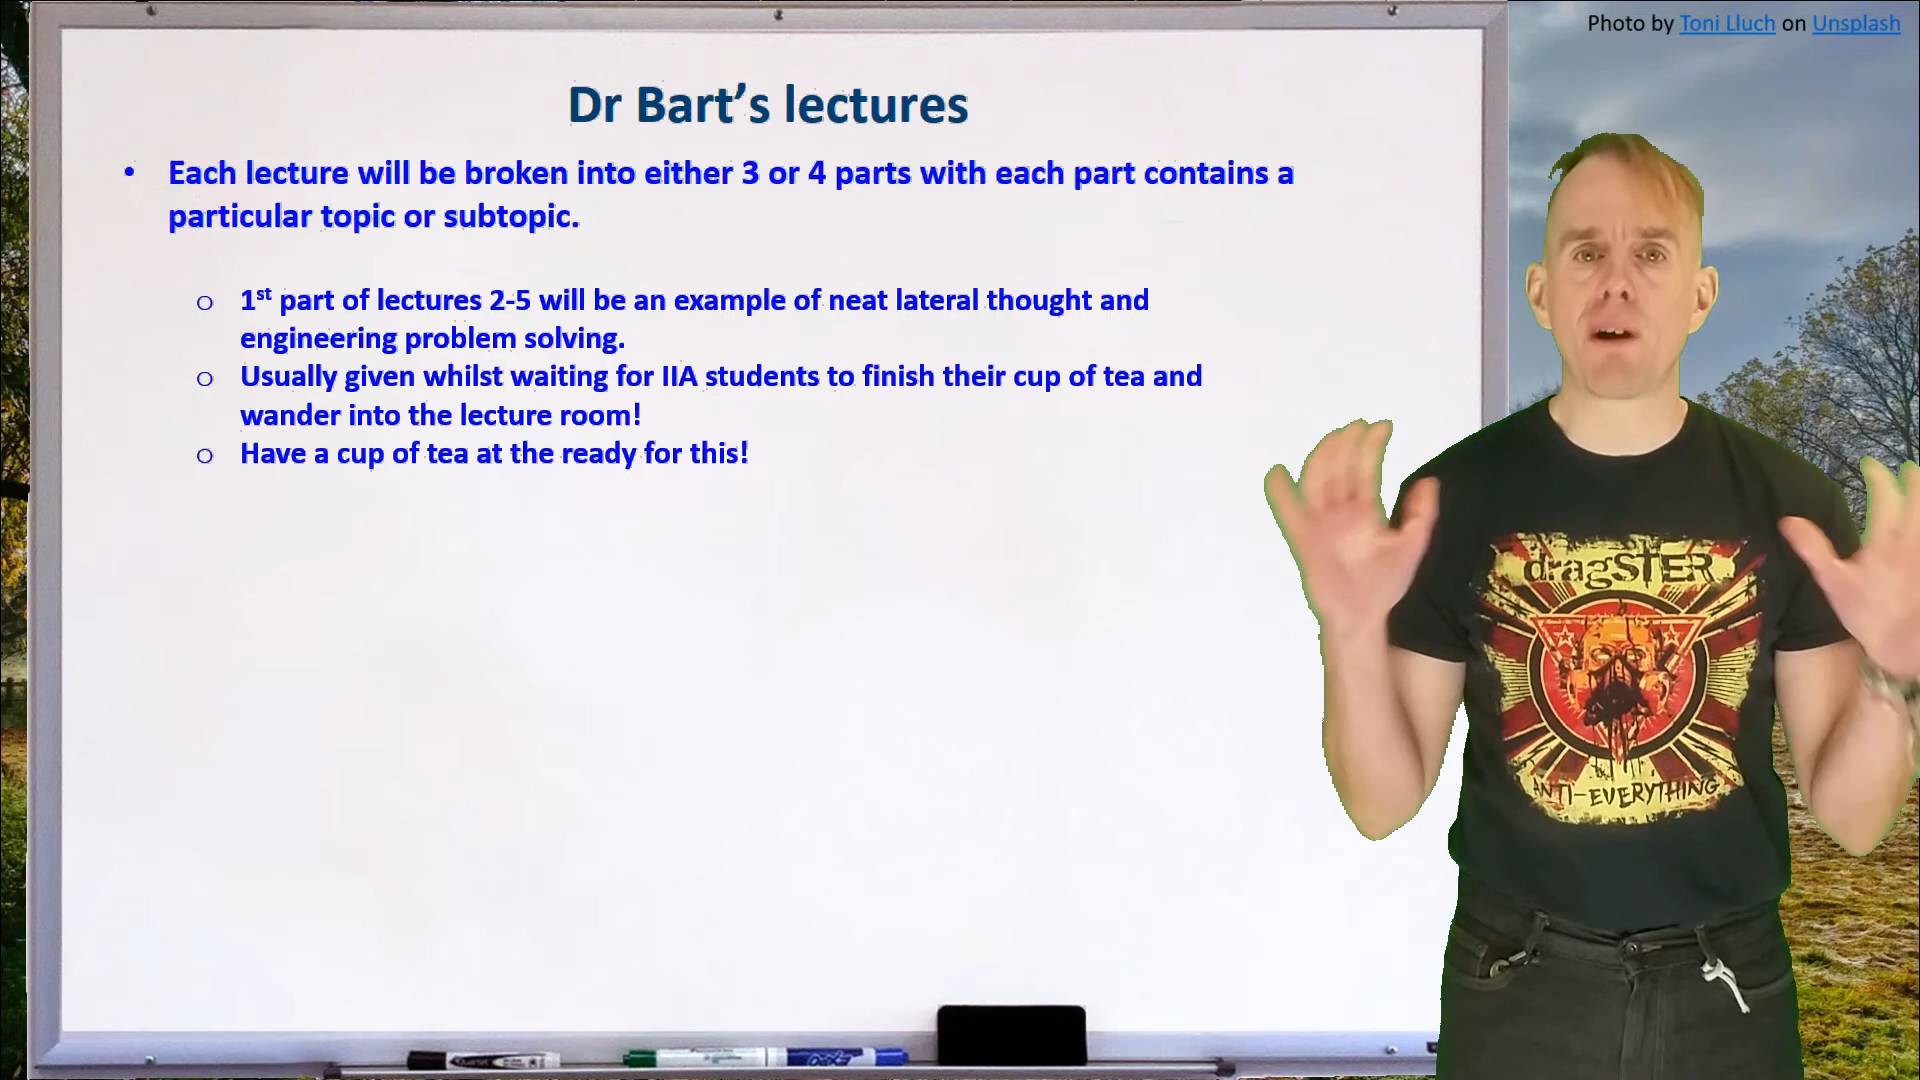 Photo by Toni Lluch on Unsplash
Dr Bart's lectures
• Each lecture will be broken into either 3 or 4 parts with each part contains a
particular topic or subtopic.
o 1st part of lectures 2-5 will be an example of neat lateral thought and
engineering problem solving.
o Usually given whilst waiting for IIA students to finish their cup of tea and
wander into the lecture room!
o Have a cup of tea at the ready for this!
dragSTER
ANTI-EVERYTHING